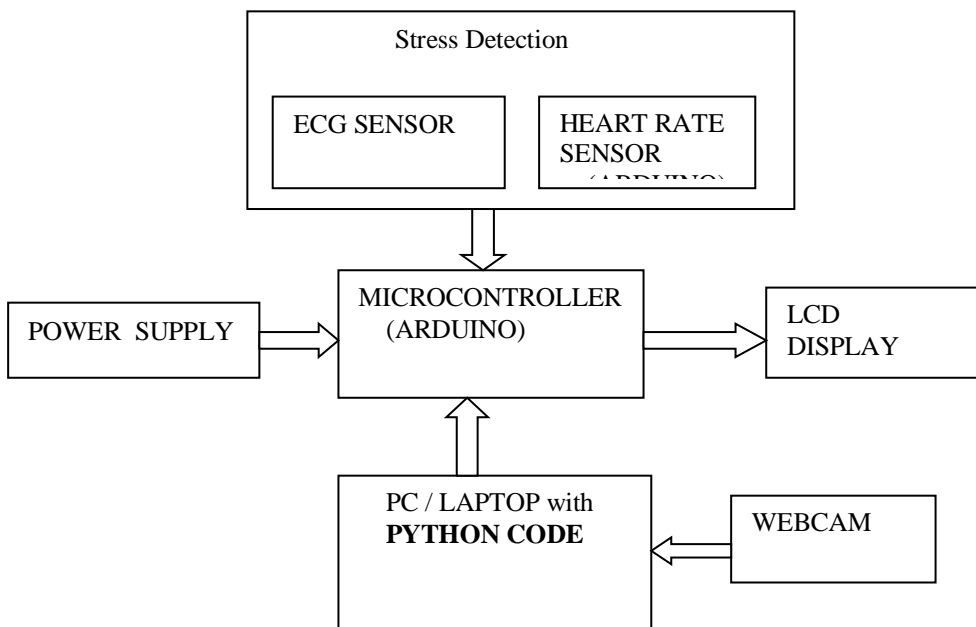 Stress Detection
ECG SENSOR
HEART RATE
SENSOR
MICROCONTROLLER
(ARDUINO)
POWER SUPPLY
LCD
DISPLAY
PC / LAPTOP with
PYTHON CODE
WEBCAM